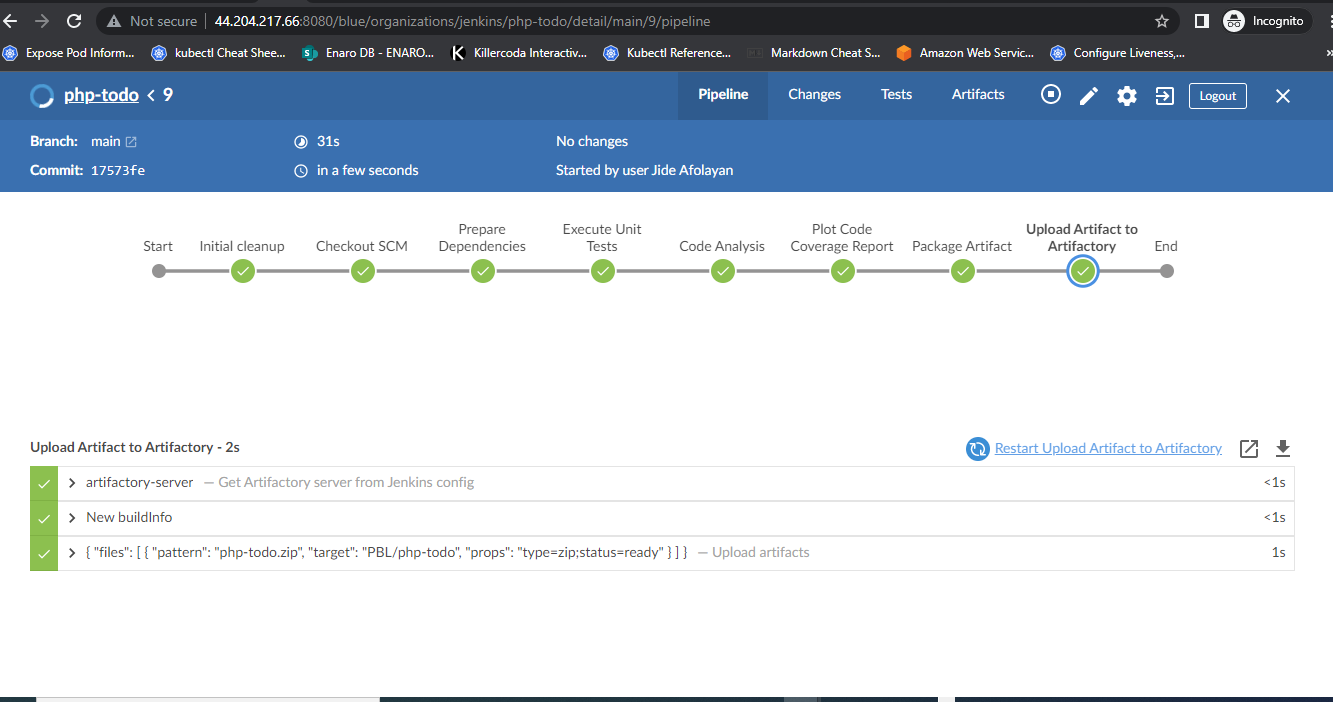 Not secure 44.204.217.66:8080/blue/organizations/jenkins/php-todo/detail/main/9/pipeline Incognito
Expose Pod Inform... kubectl Cheat Shee... Enaro DB - ENARO... Killercoda Interactiv... Kubectl Reference... Markdown Cheat S... Amazon Web Servic... Configure Liveness,... »
php-todo < 9 Pipeline Changes Tests Artifacts Logout
Branch: main 31s No changes
Commit: 17573fe in a few seconds Started by user Jide Afolayan
Start
Initial cleanup
Checkout SCM
Prepare
Dependencies
Execute Unit
Tests
Code Analysis
Plot Code
Coverage Report
Package Artifact
Upload Artifact to
Artifactory
End
Upload Artifact to Artifactory - 2s Restart Upload Artifact to Artifactory
artifactory-server — Get Artifactory server from Jenkins config <1s
New buildInfo <1s
{ "files": [ { "pattern": "php-todo.zip", "target": "PBL/php-todo", "props": "type=zip;status=ready" } ] } — Upload artifacts 1s